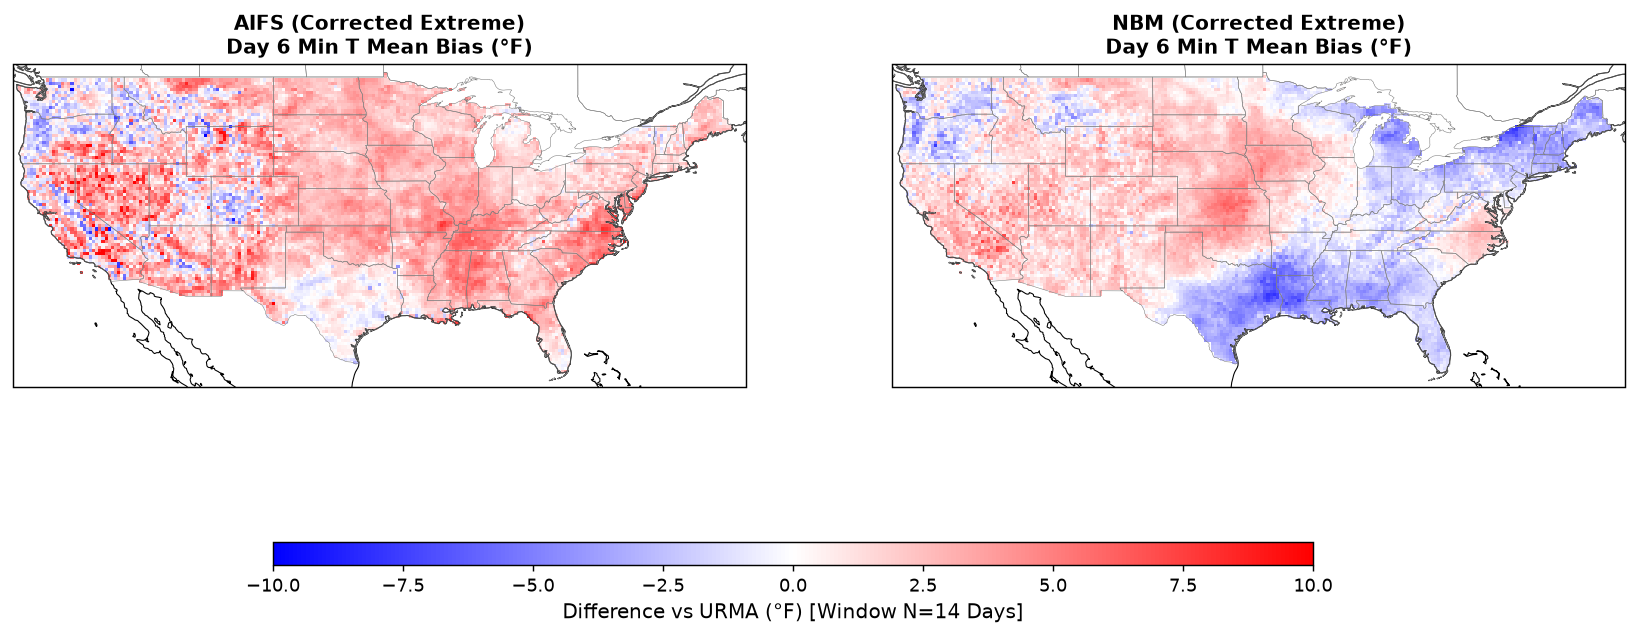 AIFS (Corrected Extreme)
Day 6 Min T Mean Bias (°F)
NBM (Corrected Extreme)
Day 6 Min T Mean Bias (°F)
−10.0 −7.5 −5.0 −2.5 0.0 2.5 5.0 7.5 10.0
Difference vs URMA (°F) [Window N=14 Days]